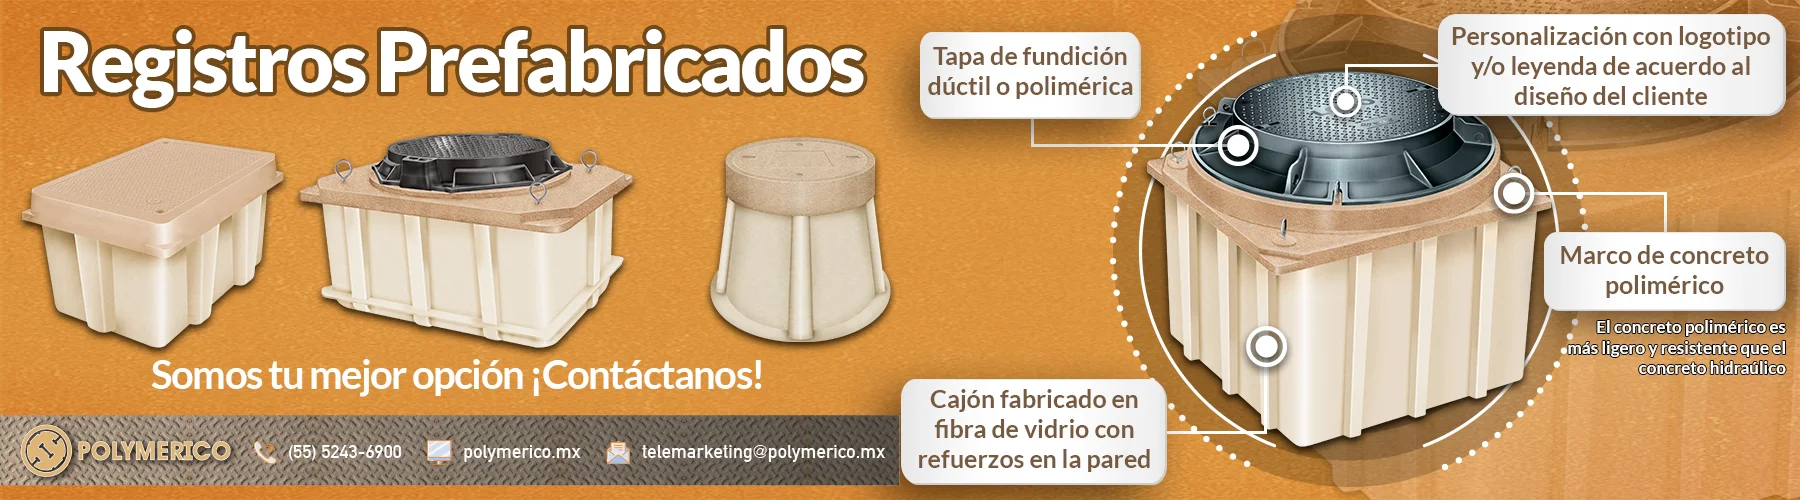 Registros Prefabricados
Somos tu mejor opción ¡Contáctanos!
POLYMERICO
(55) 5243-6900
polymerico.mx
telemarketing@polymerico.mx
Tapa de fundición
dúctil o polimérica
Personalización con logotipo
y/o leyenda de acuerdo al
diseño del cliente
Marco de concreto
polimérico
El concreto polimérico es
más ligero y resistente que el
concreto hidraúlico
Cajón fabricado en
fibra de vidrio con
refuerzos en la pared